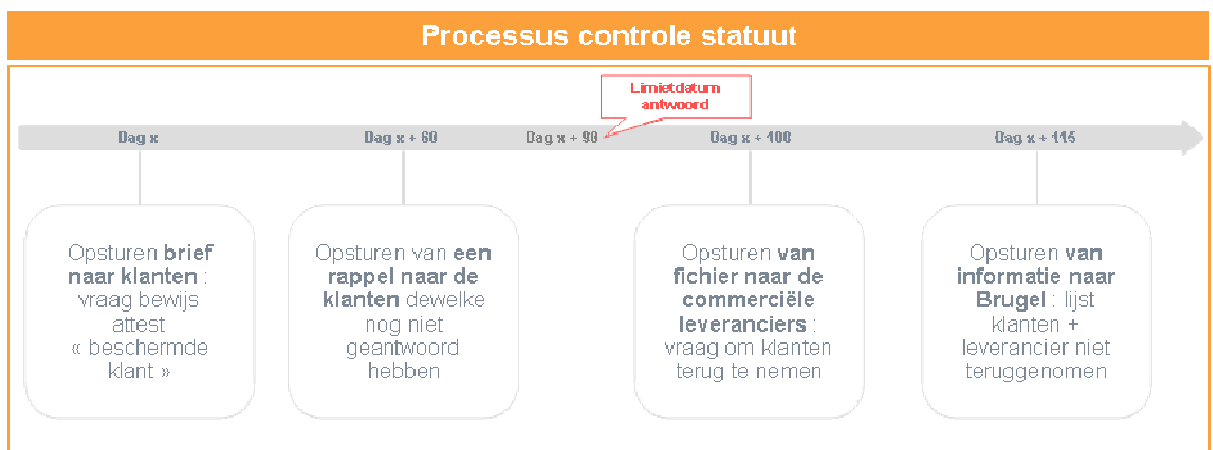 Processus controle statuut
Limietdatum
antwoord
Dag x
Dag x + 60
Dag x + 90
Dag x + 100
Dag x + 115
Opsturen brief
naar klanten :
vraag bewijs
attest
« beschermde
klant »
Opsturen van een
rappel naar de
klanten dewelke
nog niet
geantwoord
hebben
Opsturen van
fichier naar de
commerciële
leveranciers :
vraag om klanten
terug te nemen
Opsturen van
informatie naar
Brugel : lijst
klanten +
leverancier niet
teruggenomen